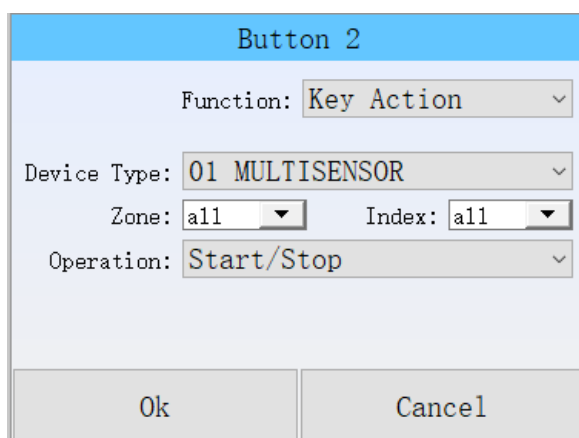 Button 2
Function: Key Action
Device Type: 01 MULTISENSOR
Zone: all Index: all
Operation: Start/Stop
Ok Cancel